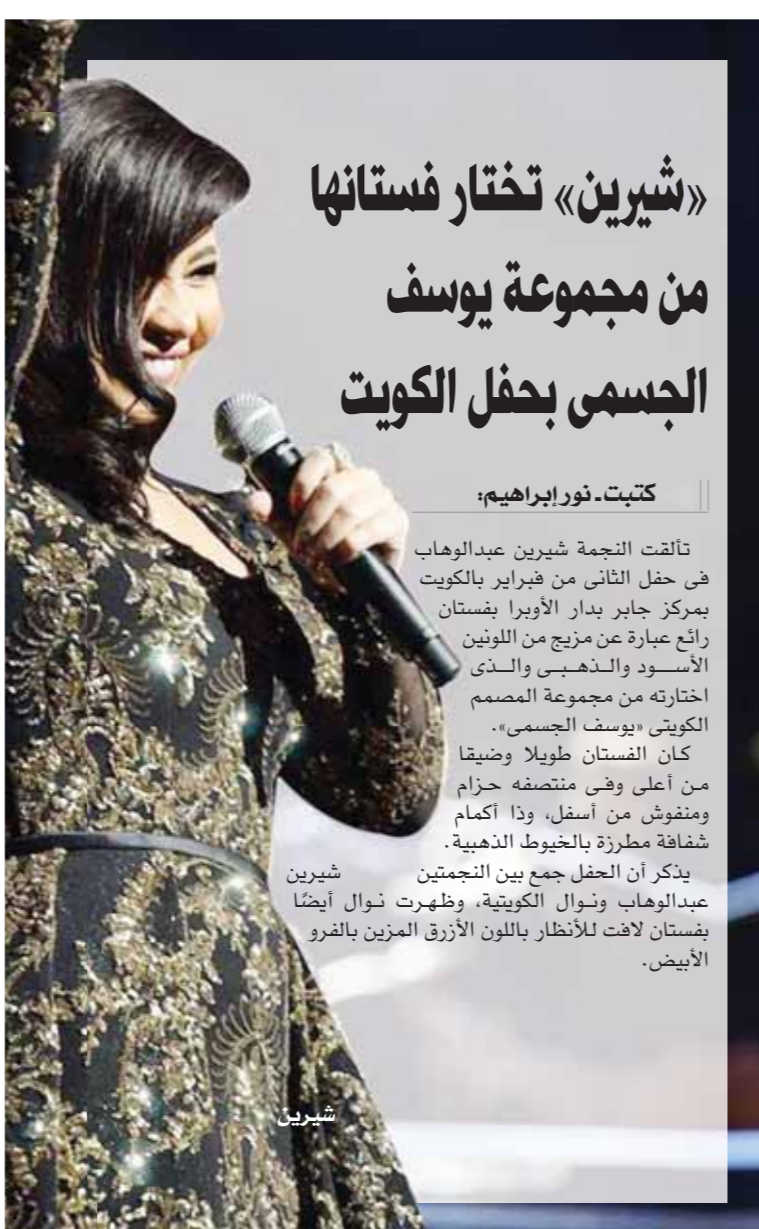 «شيرين» تختار فستانها
من مجموعة يوسف
الجسمى بحفل الكويت
كتبت ـ نور إبراهيم:
تألقت النجمة شيرين عبدالوهاب
فى حفل الثانى من فبراير بالكويت
بمركز جابر بدار الأوبرا بفستان
رائع عبارة عن مزيج من اللونين
الأسود والذهبى والذى
اختارته من مجموعة المصمم
الكويتى «يوسف الجسمى».
كان الفستان طويلا وضيقا
من أعلى وفى منتصفه حزام
ومنفوش من أسفل، وذا أكمام
شفافة مطرزة بالخيوط الذهبية.
يذكر أن الحفل جمع بين النجمتين شيرين
عبدالوهاب ونوال الكويتية، وظهرت نوال أيضًا
بفستان لافت للأنظار باللون الأزرق المزين بالفرو
الأبيض.
شيرين